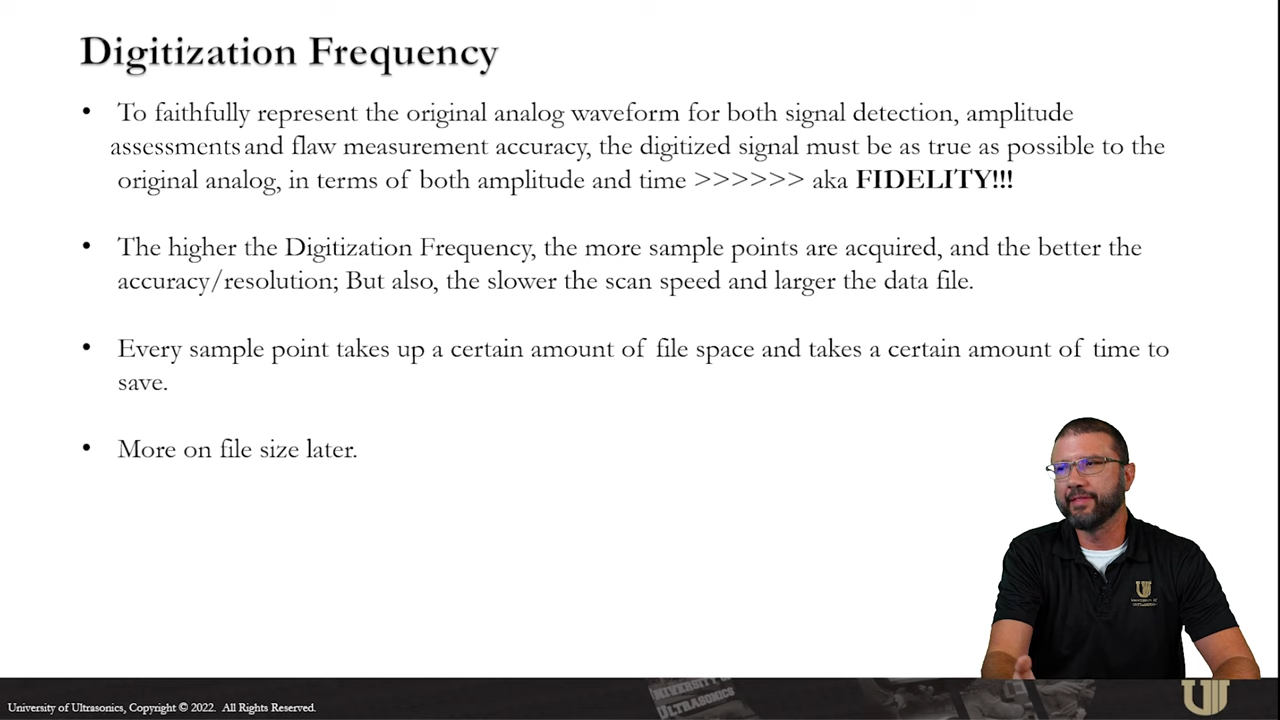 Digitization Frequency
• To faithfully represent the original analog waveform for both signal detection, amplitude
assessments and flaw measurement accuracy, the digitized signal must be as true as possible to the
original analog, in terms of both amplitude and time >>>>>> aka FIDELITY!!!
• The higher the Digitization Frequency, the more sample points are acquired, and the better the
accuracy/resolution; But also, the slower the scan speed and larger the data file.
• Every sample point takes up a certain amount of file space and takes a certain amount of time to
save.
• More on file size later.
UNIVERSITY OF
ULTRASONICS
University of Ultrasonics, Copyright © 2022. All Rights Reserved.